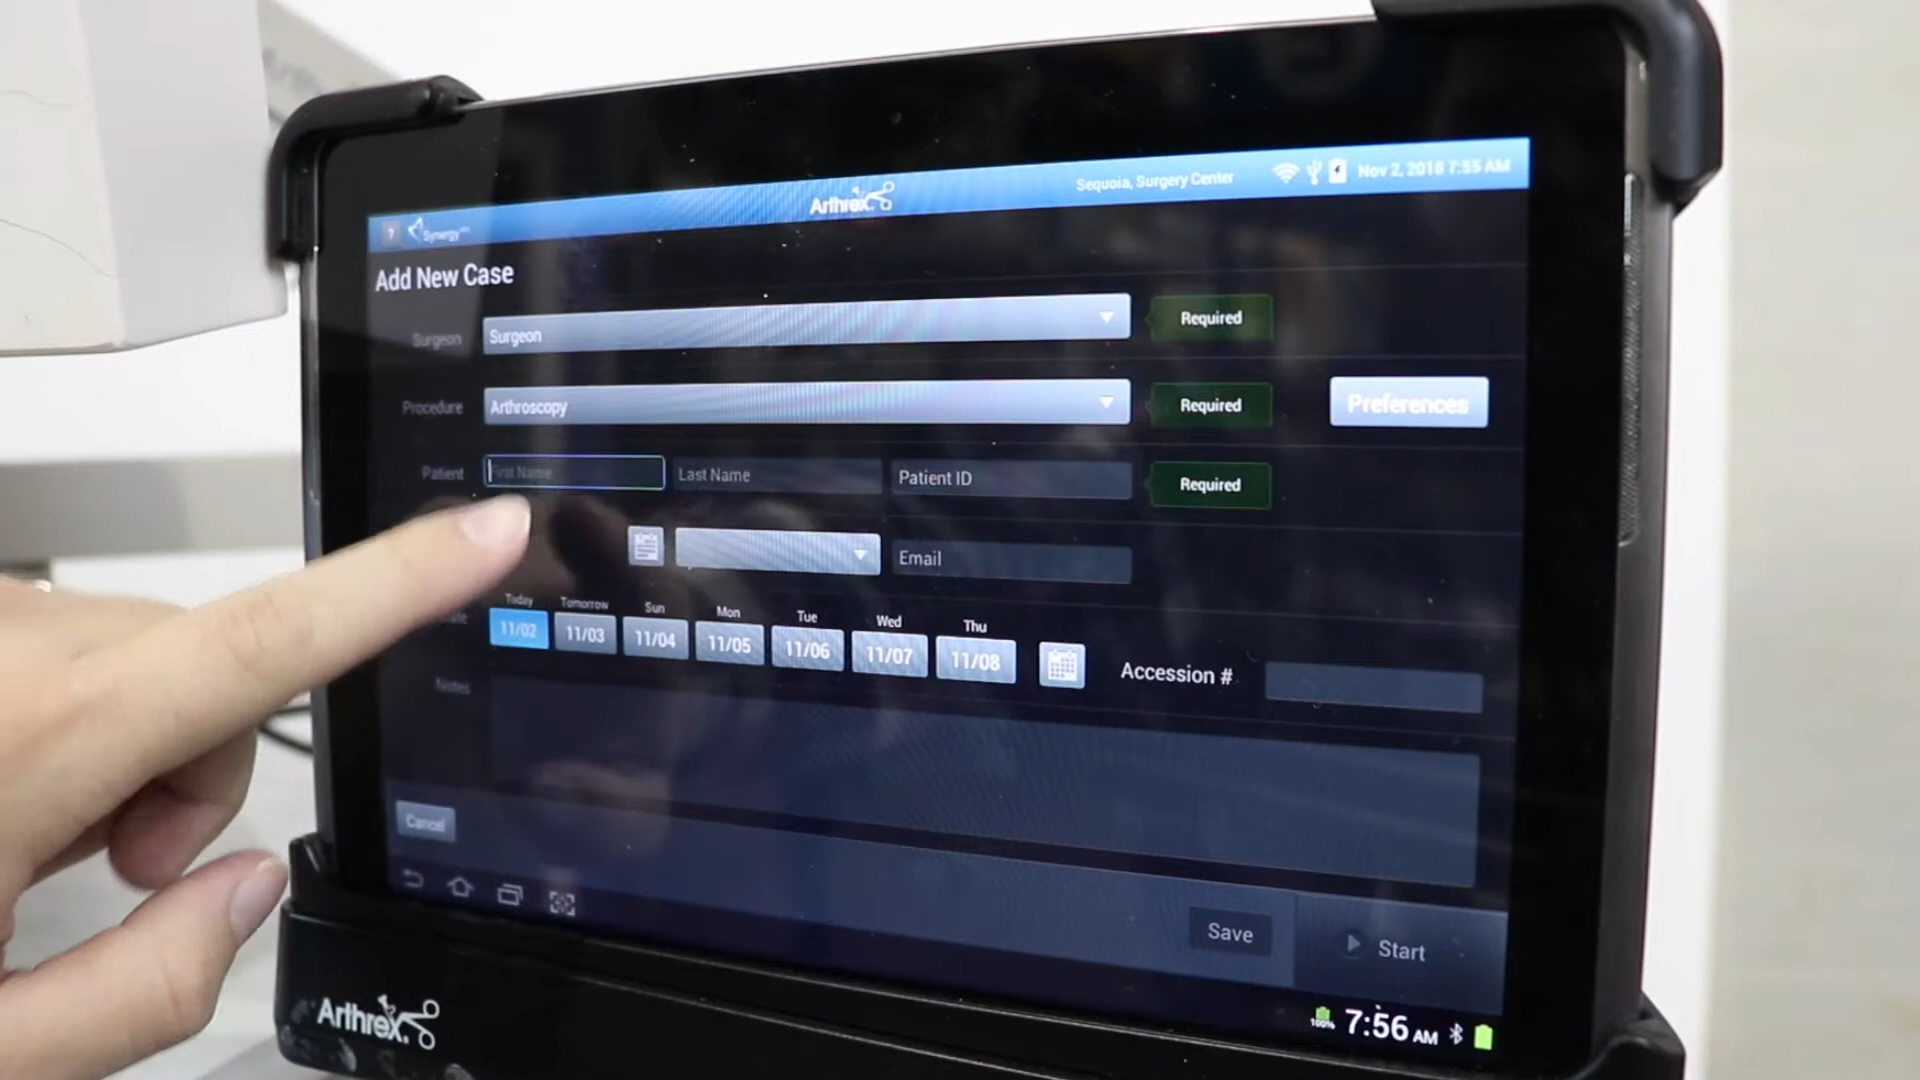 Sequoia, Surgery Center Nov 2, 2018 7:55 AM
Arthrex
? Synergy
Add New Case
Surgeon Surgeon Required
Procedure Arthroscopy Required Preferences
Patient First Name Last Name Patient ID Required
Email
Today Tomorrow Sun Mon Tue Wed Thu
11/02 11/03 11/04 11/05 11/06 11/07 11/08 Accession #
Notes
Cancel
Save Start
Arthrex
100% 7:56 AM